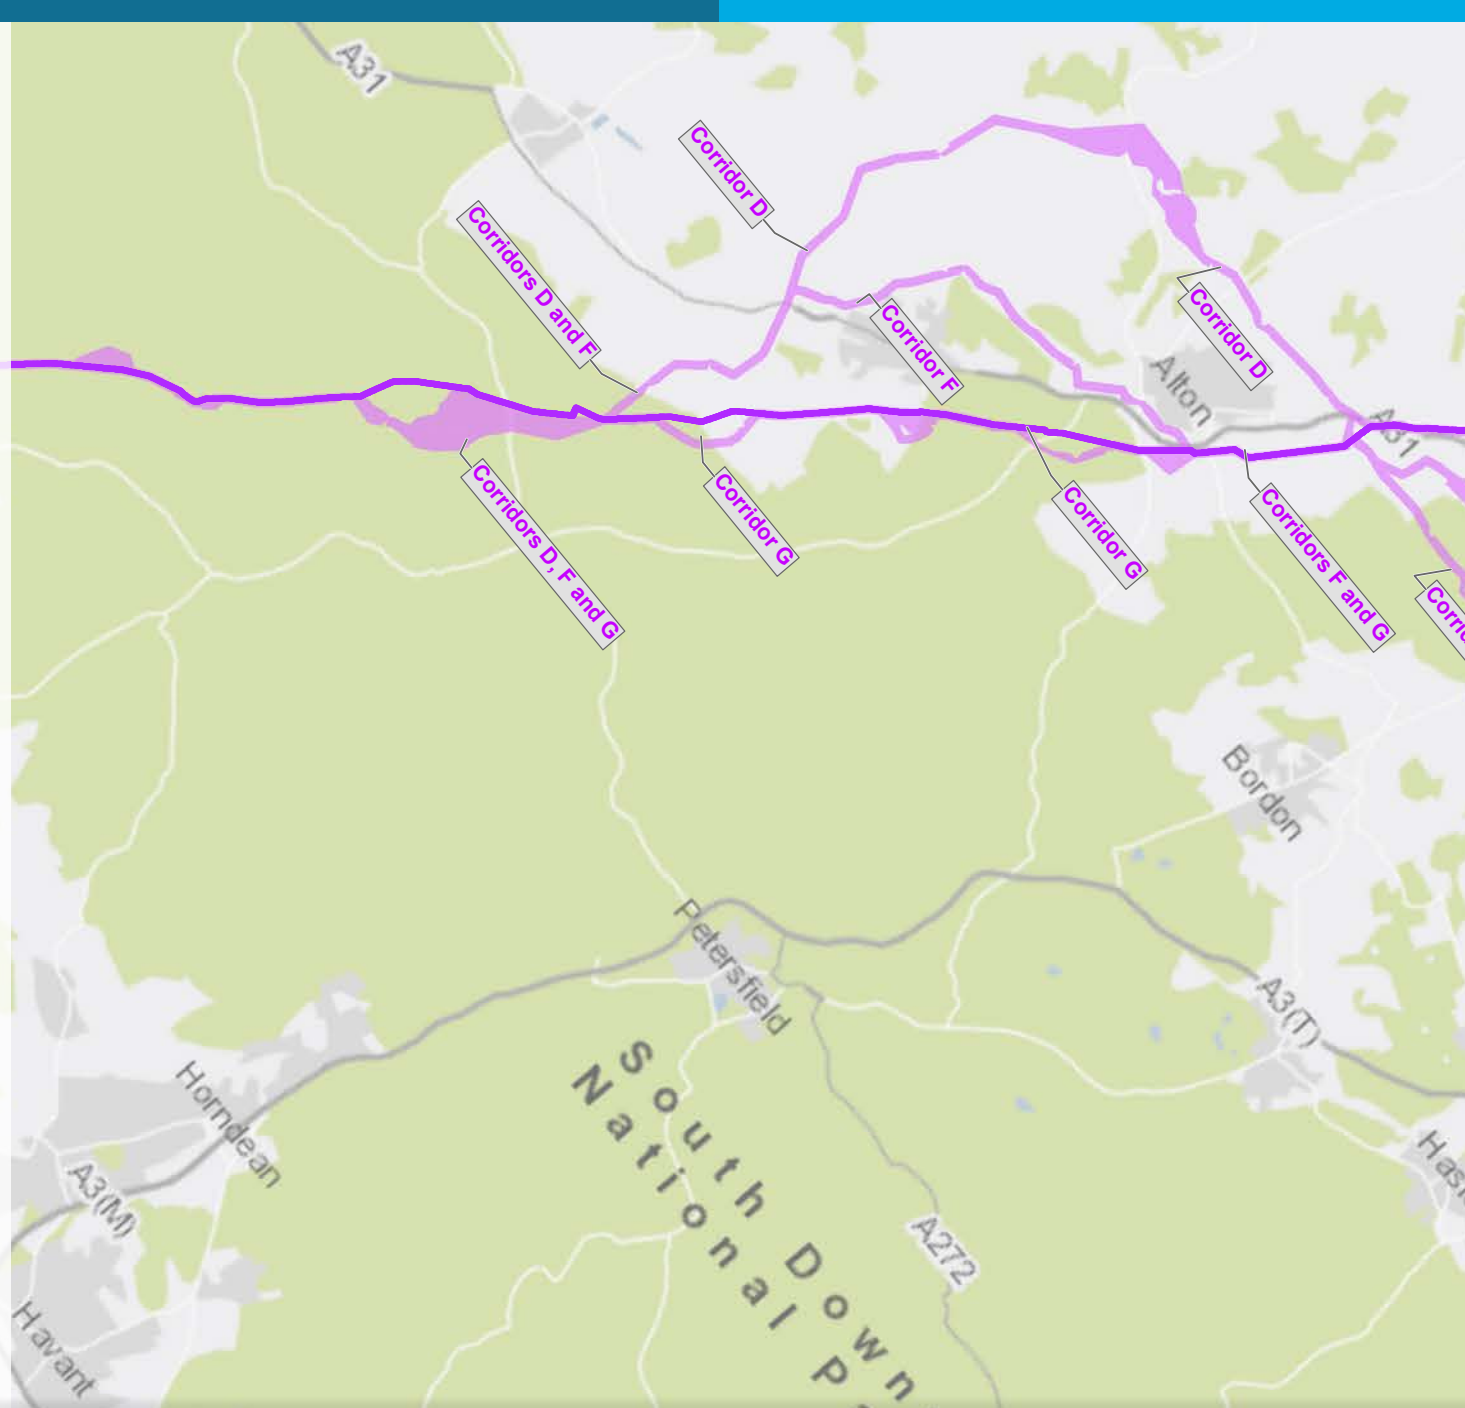 A31
Corridor D
Corridors D and F
Corridor F
Corridor D
Alton
A31
Corridors D, F and G
Corridor G
Corridor G
Corridors F and G
Bordon
Petersfield
A3(T)
South Down
National P
Horndean
A3(M)
A272
Havant